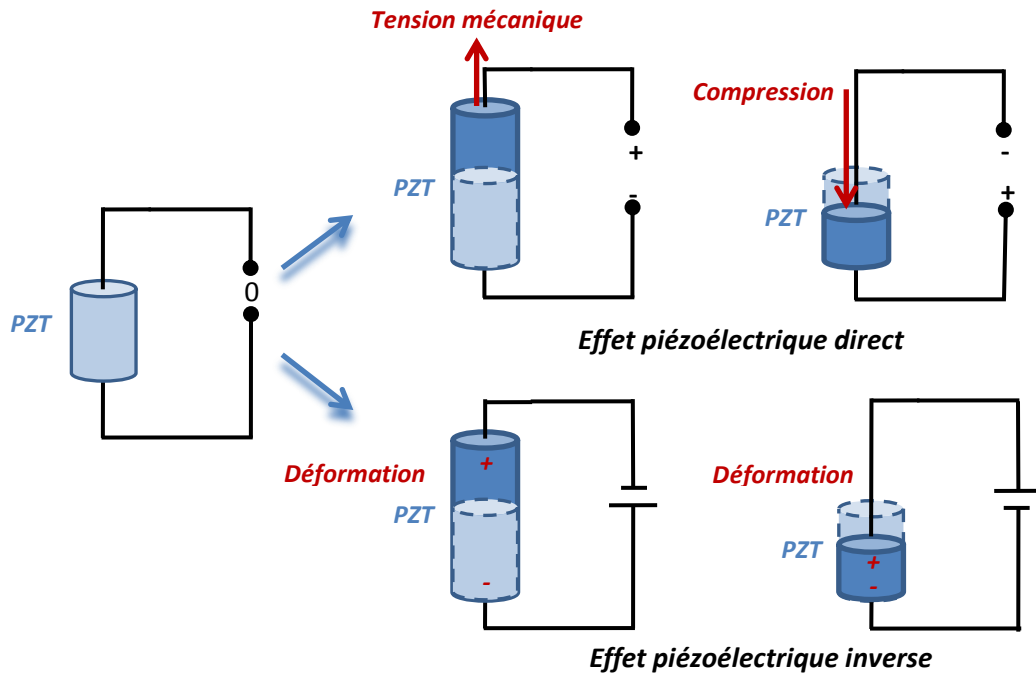 Tension mécanique
Compression
PZT
+
-
PZT
-
+
PZT
0
Effet piézoélectrique direct
Déformation
PZT
+
-
Déformation
PZT
+
-
Effet piézoélectrique inverse